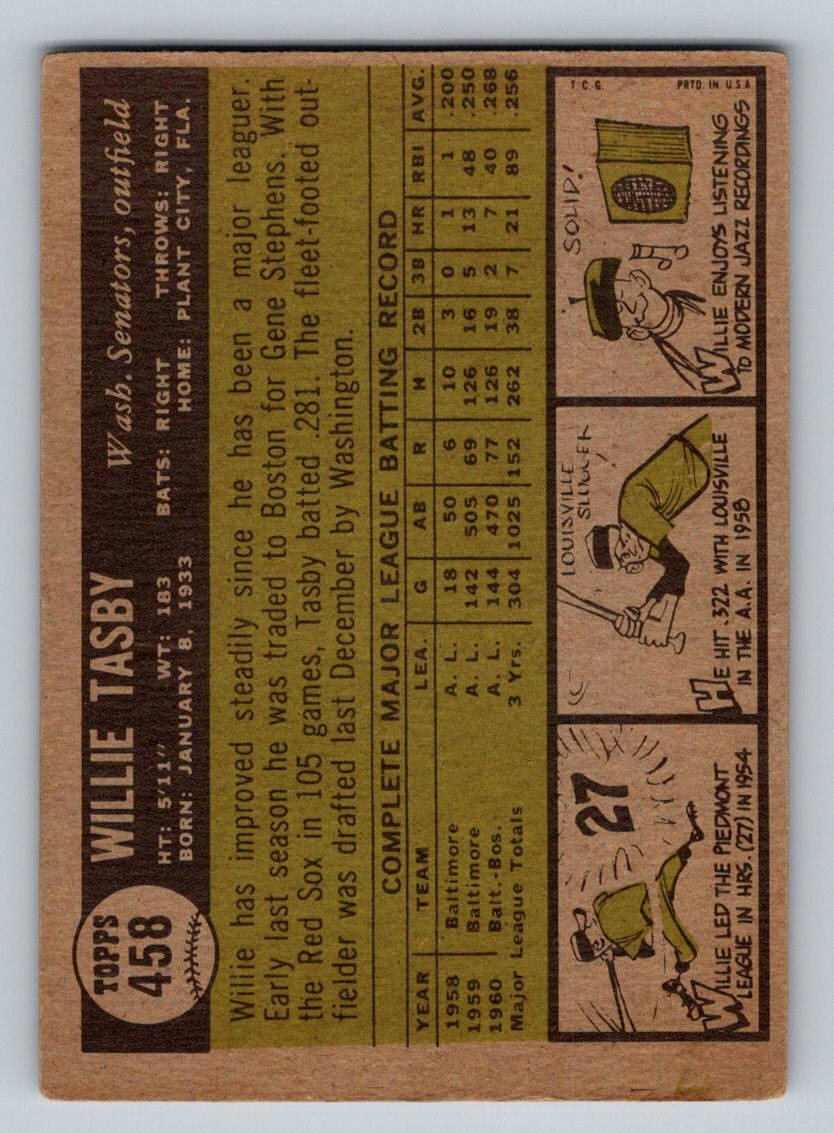 TOPPS
458
WILLIE TASBY
Wash. Senators, outfield
HT: 5'11" WT: 183 BATS: RIGHT THROWS: RIGHT
BORN: JANUARY 8, 1933 HOME: PLANT CITY, FLA.
Willie has improved steadily since he has been a major leaguer.
Early last season he was traded to Boston for Gene Stephens. With
the Red Sox in 105 games, Tasby batted .281. The fleet-footed out-
fielder was drafted last December by Washington.
COMPLETE MAJOR LEAGUE BATTING RECORD
YEAR TEAM LEA. G AB R H 2B 3B HR RBI AVG.
1958 Baltimore A. L. 18 50 6 10 3 0 1 1 .200
1959 Baltimore A. L. 142 505 69 126 16 5 13 48 .250
1960 Balt.-Bos. A. L. 144 470 77 126 19 2 7 40 .268
Major League Totals 3 Yrs. 304 1025 152 262 38 7 21 89 .256
27
WILLIE LED THE PIEDMONT
LEAGUE IN HRS. (27) IN 1954
LOUISVILLE
SLUGGER
HE HIT .322 WITH LOUISVILLE
IN THE A.A. IN 1958
T.C.G. PRTD. IN U.S.A.
SOLID!
WILLIE ENJOYS LISTENING
TO MODERN JAZZ RECORDINGS